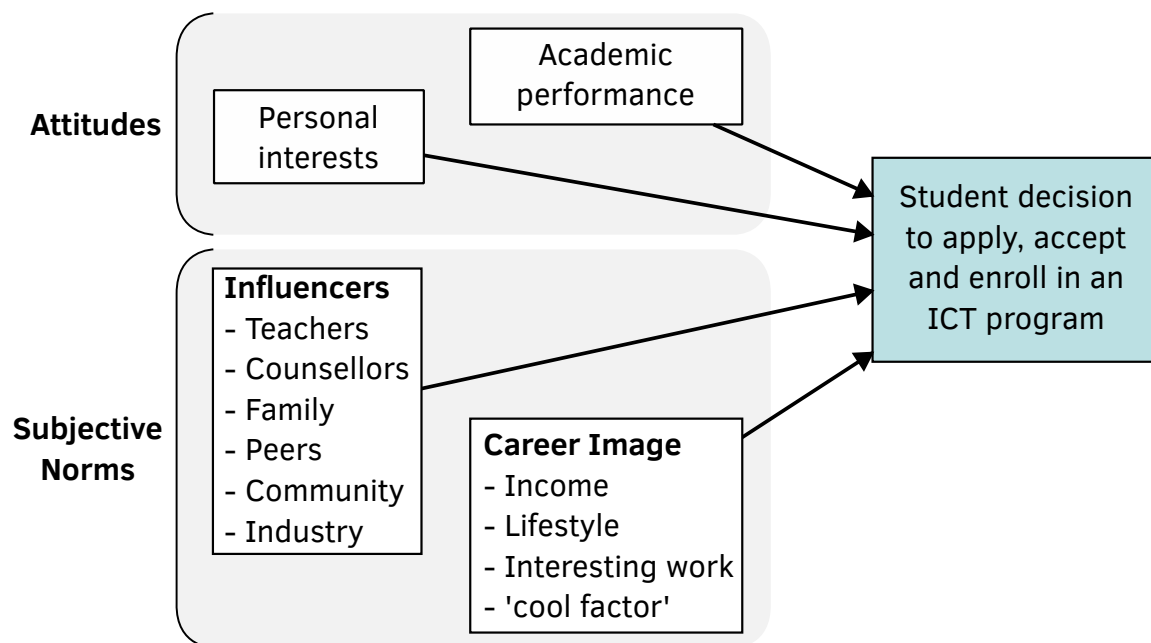 Attitudes
Personal
interests
Academic
performance
Subjective
Norms
Influencers
- Teachers
- Counsellors
- Family
- Peers
- Community
- Industry
Career Image
- Income
- Lifestyle
- Interesting work
- 'cool factor'
Student decision
to apply, accept
and enroll in an
ICT program